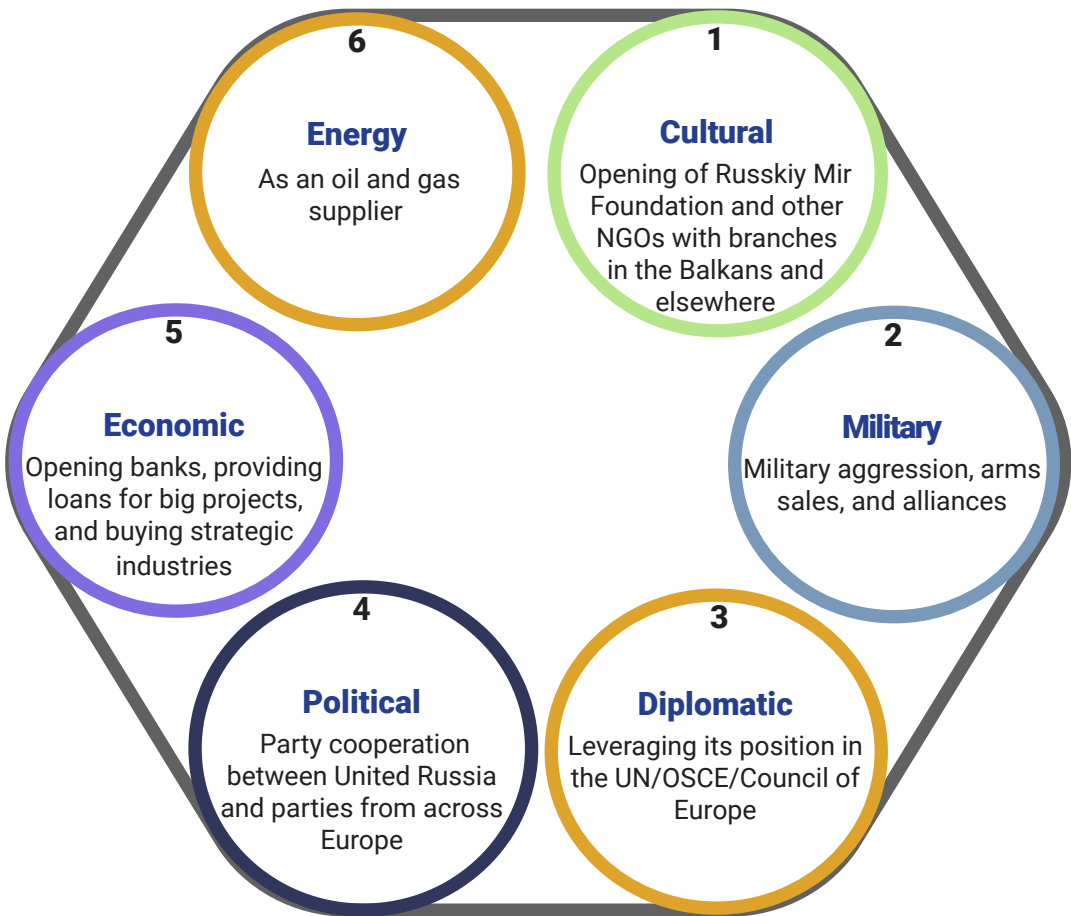 1
Cultural
Opening of Russkiy Mir
Foundation and other
NGOs with branches
in the Balkans and
elsewhere
2
Military
Military aggression, arms
sales, and alliances
3
Diplomatic
Leveraging its position in
the UN/OSCE/Council of
Europe
4
Political
Party cooperation
between United Russia
and parties from across
Europe
5
Economic
Opening banks, providing
loans for big projects,
and buying strategic
industries
6
Energy
As an oil and gas
supplier